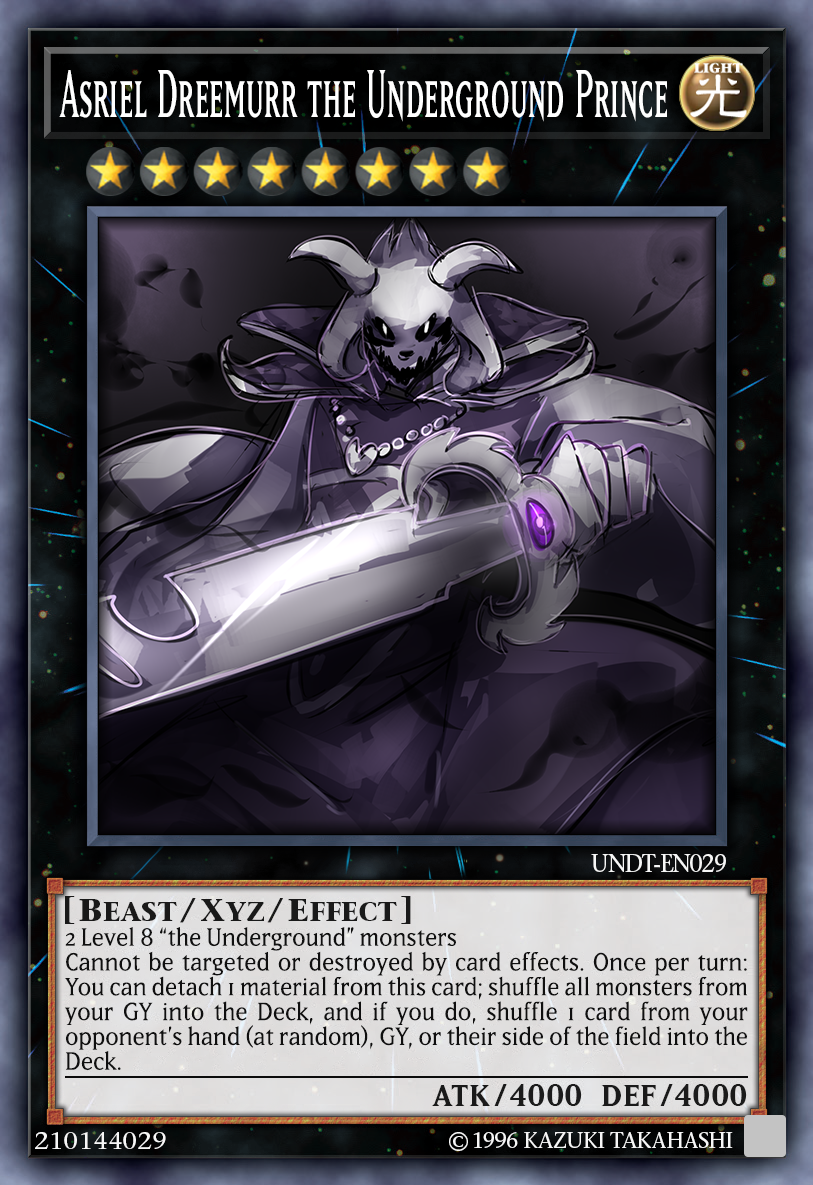 Asriel Dreemurr the Underground Prince
LIGHT
光
UNDT-EN029
[Beast/Xyz/Effect]
2 Level 8 “the Underground” monsters
Cannot be targeted or destroyed by card effects. Once per turn:
You can detach 1 material from this card; shuffle all monsters from
your GY into the Deck, and if you do, shuffle 1 card from your
opponent's hand (at random), GY, or their side of the field into the
Deck.
ATK/4000 DEF/4000
210144029
© 1996 KAZUKI TAKAHASHI